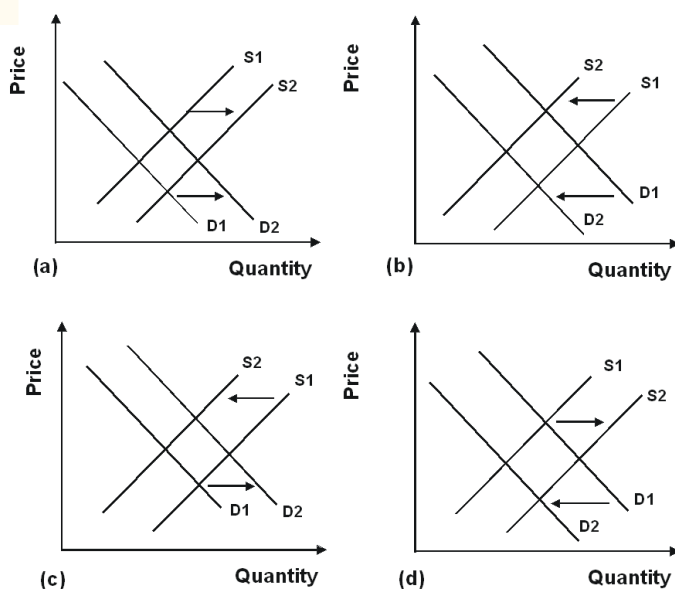 Price
S1
S2
D1
D2
Quantity
(a)
Price
S2
S1
D1
D2
Quantity
(b)
Price
S2
S1
D1
D2
Quantity
(c)
Price
S1
S2
D1
D2
Quantity
(d)